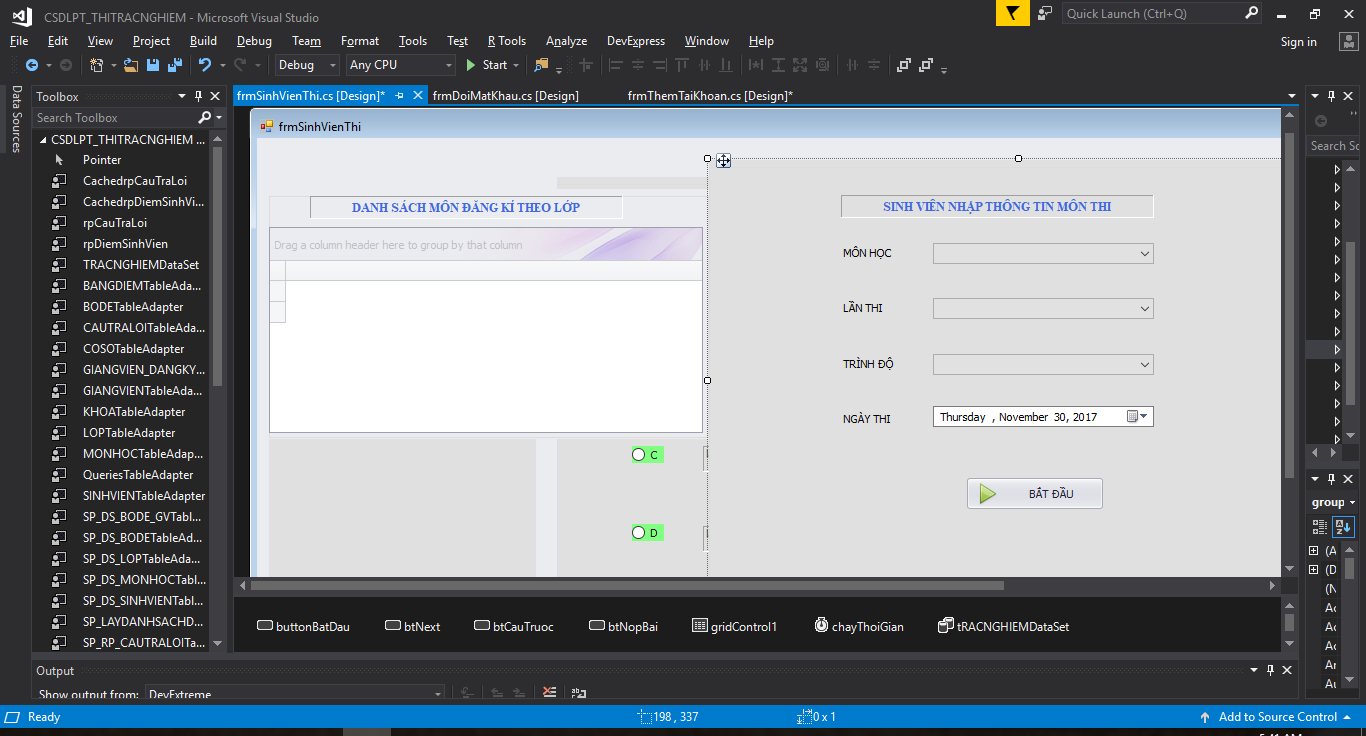 CSDLPT_THITRACNGHIEM - Microsoft Visual Studio
Quick Launch (Ctrl+Q)
File Edit View Project Build Debug Team Format Tools Test R Tools Analyze DevExpress Window Help
Sign in
Debug Any CPU Start
Data Sources
Toolbox
frmSinhVienThi.cs [Design]* frmDoiMatKhau.cs [Design] frmThemTaiKhoan.cs [Design]*
Search Toolbox
CSDLPT_THITRACNGHIEM ...
Pointer
CachedrpCauTraLoi
CachedrpDiemSinhVi...
rpCauTraLoi
rpDiemSinhVien
TRACNGHIEMDataSet
BANGDIEMTableAda...
BODETableAdapter
CAUTRALOITableAda...
COSOTableAdapter
GIANGVIEN_DANGKY...
GIANGVIENTableAda...
KHOATableAdapter
LOPTableAdapter
MONHOCTableAdap...
QueriesTableAdapter
SINHVIENTableAdapter
SP_DS_BODE_GVTabl...
SP_DS_BODETableAd...
SP_DS_LOPTableAda...
SP_DS_MONHOCTabl...
SP_DS_SINHVIENTabl...
SP_LAYDANHSACHD...
SP_RP_CAUTRALOITa...
frmSinhVienThi
DANH SÁCH MÔN ĐĂNG KÍ THEO LỚP
Drag a column header here to group by that column
C
D
SINH VIÊN NHẬP THÔNG TIN MÔN THI
MÔN HỌC
LẦN THI
TRÌNH ĐỘ
NGÀY THI
Thursday , November 30, 2017
BẮT ĐẦU
Search So
group
(A
(D
(N
Ac
Ac
Ac
Ar
Au
buttonBatDau btNext btCauTruoc btNopBai gridControl1 chayThoiGian tRACNGHIEMDataSet
Output
Show output from: DevExtreme
Ready
198 , 337
0 x 1
Add to Source Control